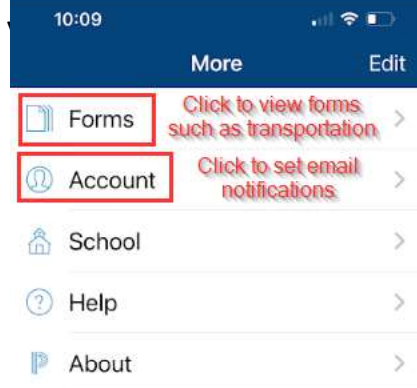 10:09
More
Edit
Forms
Click to view forms
such as transportation
Account
Click to set email
notifications
School
? Help
About